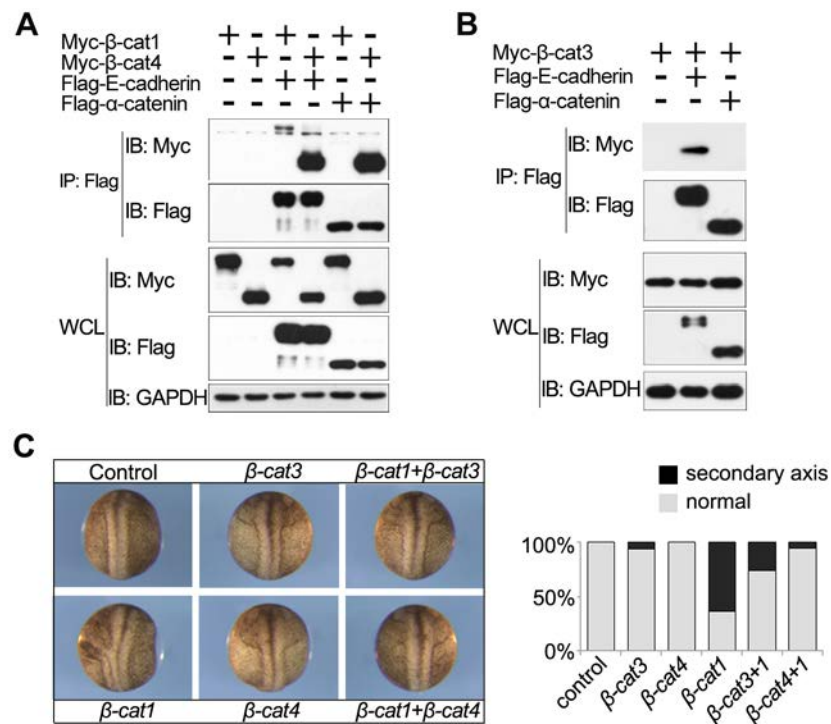 A
Myc-β-cat1 + - + - + -
Myc-β-cat4 - + - + - +
Flag-E-cadherin - - + + - -
Flag-α-catenin - - - - + +
IP: Flag
IB: Myc
IB: Flag
WCL
IB: Myc
IB: Flag
IB: GAPDH
B
Myc-β-cat3 + + +
Flag-E-cadherin - + -
Flag-α-catenin - - +
IP: Flag
IB: Myc
IB: Flag
WCL
IB: Myc
IB: Flag
IB: GAPDH
C
Control β-cat3 β-cat1+β-cat3
β-cat1 β-cat4 β-cat1+β-cat4
secondary axis
normal
100%
50%
0%
control β-cat3 β-cat4 β-cat1 β-cat3+1 β-cat4+1